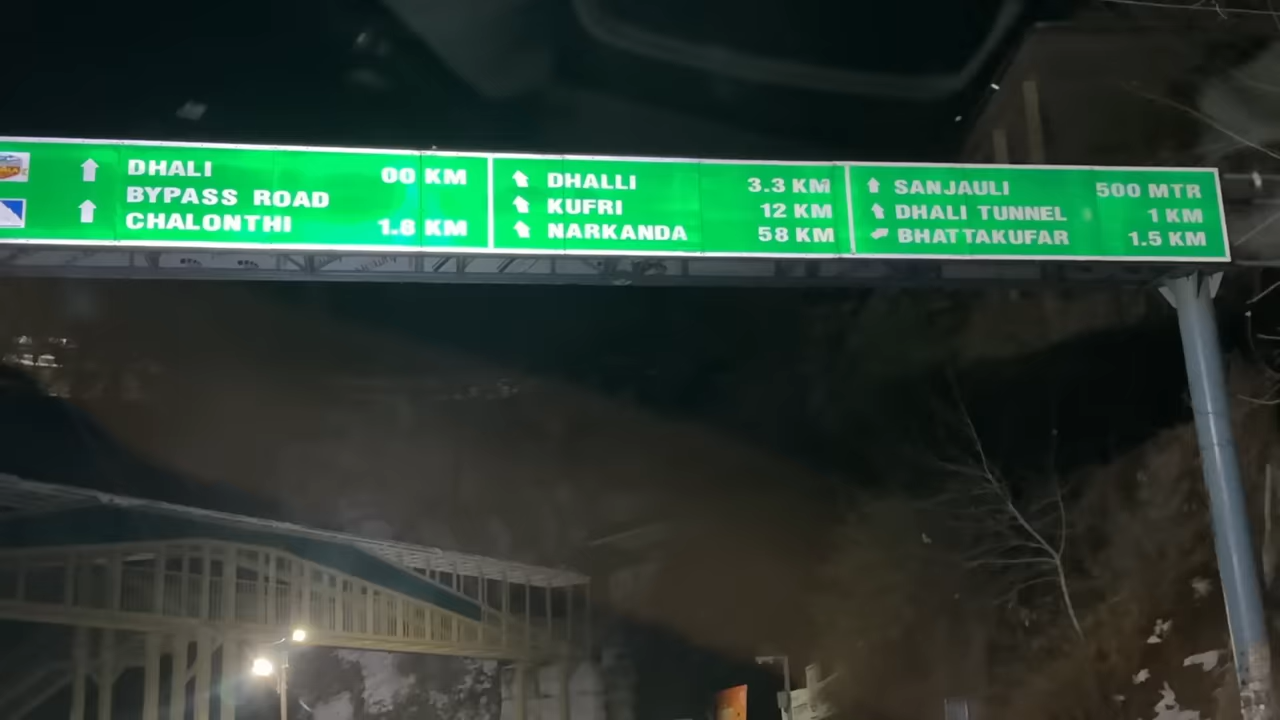 DHALI 00 KM
BYPASS ROAD
CHALONTHI 1.8 KM
DHALLI 3.3 KM
KUFRI 12 KM
NARKANDA 58 KM
SANJAULI 500 MTR
DHALI TUNNEL 1 KM
BHATTAKUFAR 1.5 KM